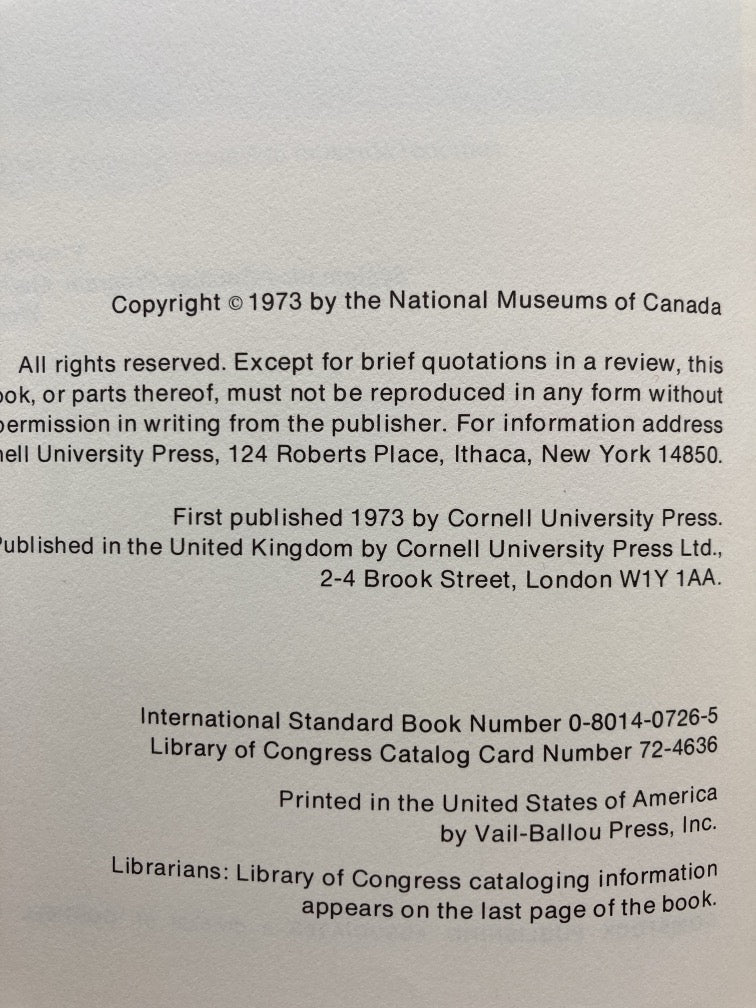 Copyright © 1973 by the National Museums of Canada
All rights reserved. Except for brief quotations in a review, this
ook, or parts thereof, must not be reproduced in any form without
permission in writing from the publisher. For information address
nell University Press, 124 Roberts Place, Ithaca, New York 14850.
First published 1973 by Cornell University Press.
Published in the United Kingdom by Cornell University Press Ltd.,
2-4 Brook Street, London W1Y 1AA.
International Standard Book Number 0-8014-0726-5
Library of Congress Catalog Card Number 72-4636
Printed in the United States of America
by Vail-Ballou Press, Inc.
Librarians: Library of Congress cataloging information
appears on the last page of the book.